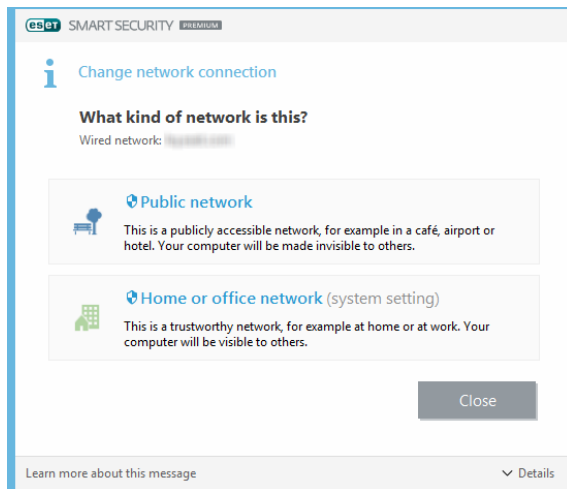 eset SMART SECURITY PREMIUM
Change network connection
What kind of network is this?
Wired network:
Public network
This is a publicly accessible network, for example in a café, airport or
hotel. Your computer will be made invisible to others.
Home or office network (system setting)
This is a trustworthy network, for example at home or at work. Your
computer will be visible to others.
Close
Learn more about this message
Details